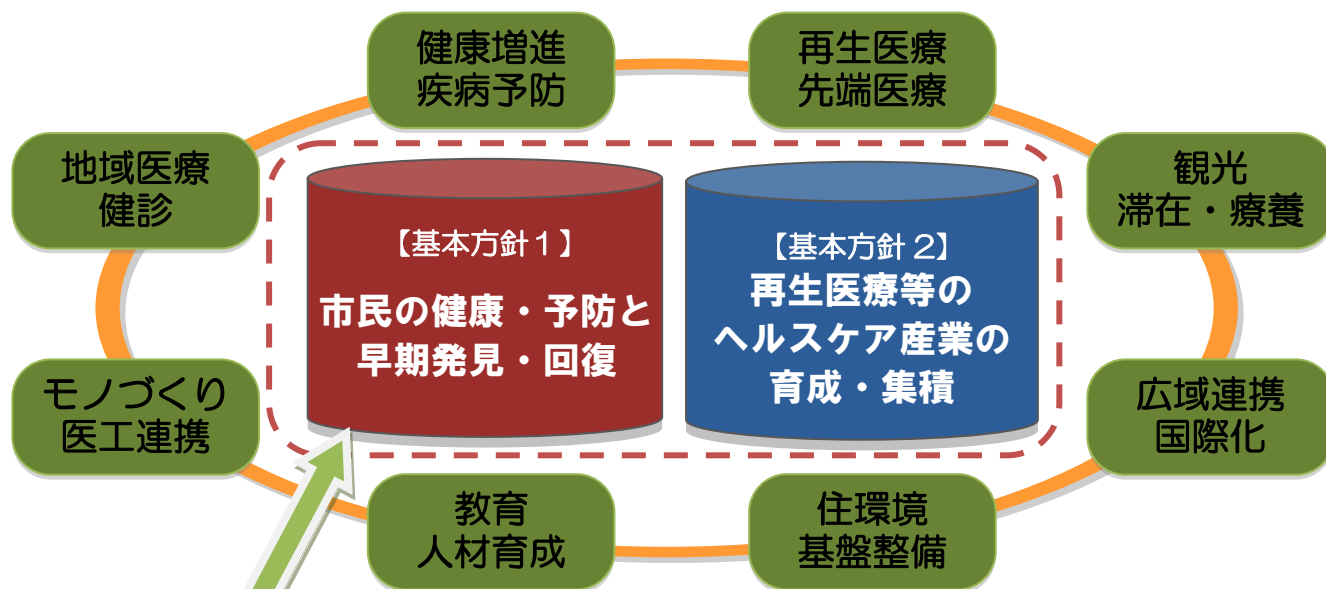 健康増進
疾病予防
再生医療
先端医療
地域医療
健診
観光
滞在・療養
【基本方針１】
市民の健康・予防と
早期発見・回復
【基本方針２】
再生医療等の
ヘルスケア産業の
育成・集積
モノづくり
医工連携
広域連携
国際化
教育
人材育成
住環境
基盤整備